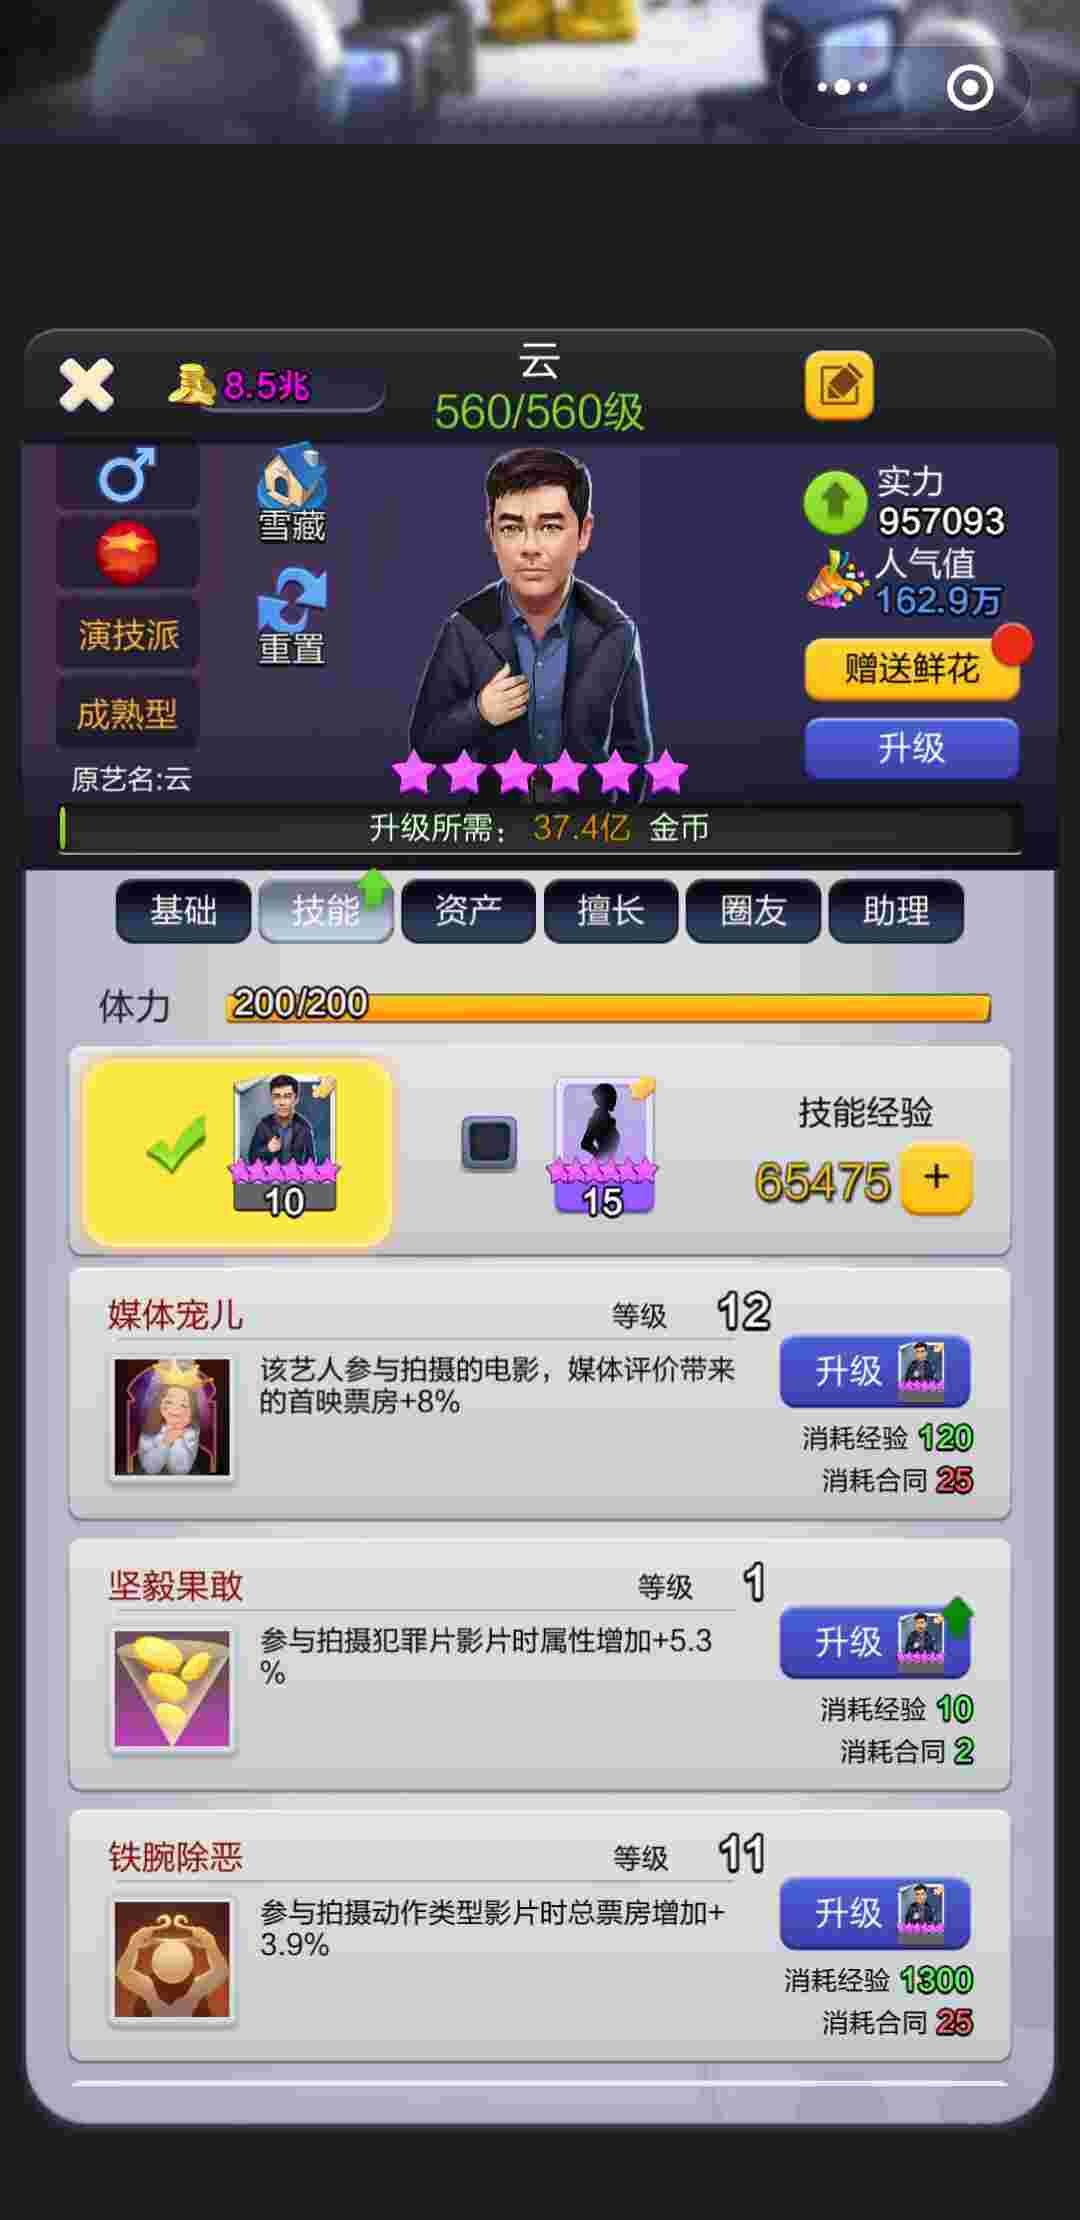 云
8.5兆
560/560级
雪藏
重置
演技派
成熟型
原艺名:云
实力
957093
人气值
162.9万
赠送鲜花
升级
升级所需: 37.4亿 金币
基础 技能 资产 擅长 圈友 助理
体力 200/200
10
15
技能经验
65475 +
媒体宠儿 等级 12
该艺人参与拍摄的电影，媒体评价带来
的首映票房+8%
升级
消耗经验 120
消耗合同 25
坚毅果敢 等级 1
参与拍摄犯罪片影片时属性增加+5.3
%
升级
消耗经验 10
消耗合同 2
铁腕除恶 等级 11
参与拍摄动作类型影片时总票房增加+
3.9%
升级
消耗经验 1300
消耗合同 25